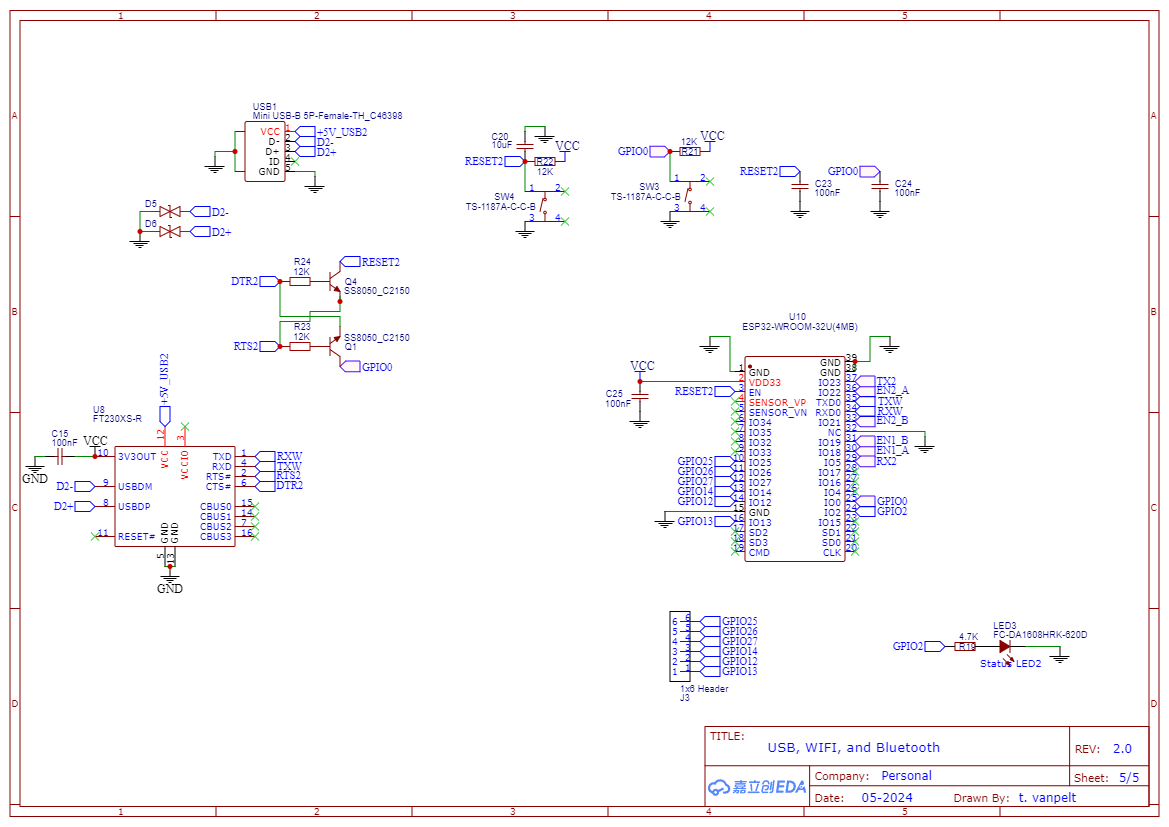 1 2 3 4 5
A
A
B
B
C
C
D
D
USB1
Mini USB-B 5P-Female-TH_C46398
VCC 1 +5V_USB2
D- 2 D2-
D+ 3 D2+
ID 4
GND 5
D5 D2-
D6 D2+
C20
10uF
VCC
RESET2
R22
12K
SW4
TS-1187A-C-C-B
1 2
3 4
12K
VCC
GPIO0
R21
SW3
TS-1187A-C-C-B
1 2
3 4
RESET2
C23
100nF
GPIO0
C24
100nF
R24
12K
DTR2
RESET2
Q4
SS8050_C2150
R23
12K
RTS2
SS8050_C2150
Q1
GPIO0
+5V_USB2
U8
FT230XS-R
C15
100nF
VCC
GND
12
3
10 3V3OUT
VCC
VCCIO
9 USBDM
D2-
8 USBDP
D2+
11 RESET#
TXD 1 RXW
RXD 4 TXW
RTS# 2 RTS2
CTS# 6 DTR2
CBUS0 15
CBUS1 14
CBUS2 7
CBUS3 16
GND
GND
5
13
GND
U10
ESP32-WROOM-32U(4MB)
VCC
C25
100nF
RESET2
1 GND
2 VDD33
3 EN
4 SENSOR_VP
5 SENSOR_VN
6 IO34
7 IO35
8 IO32
9 IO33
GPIO25 10 IO25
GPIO26 11 IO26
GPIO27 12 IO27
GPIO14 13 IO14
GPIO12 14 IO12
15 GND
GPIO13 16 IO13
17 SD2
18 SD3
19 CMD
GND 39
GND 38
IO23 37 TX2
IO22 36 EN2_A
TXD0 35 TXW
RXD0 34 RXW
IO21 33 EN2_B
NC 32
IO19 31 EN1_B
IO18 30 EN1_A
IO5 29 RX2
IO17 28
IO16 27
IO4 26
IO0 25 GPIO0
IO2 24 GPIO2
IO15 23
SD1 22
SD0 21
CLK 20
6 6 GPIO25
5 5 GPIO26
4 4 GPIO27
3 3 GPIO14
2 2 GPIO12
1 1 GPIO13
1x6 Header
J3
GPIO2
4.7K
R19
LED3
FC-DA1608HRK-620D
Status LED2
TITLE:
USB, WIFI, and Bluetooth
REV: 2.0
嘉立创EDA
Company: Personal
Sheet: 5/5
Date: 05-2024
Drawn By: t. vanpelt
1 2 3 4 5